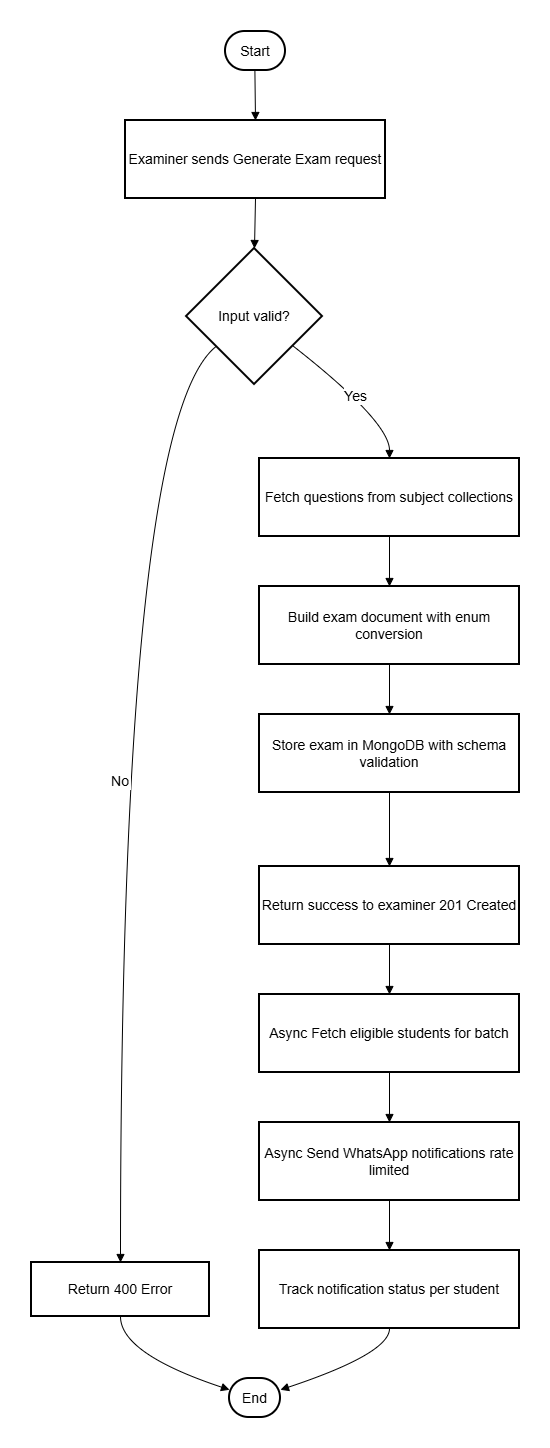 Start
Examiner sends Generate Exam request
Input valid?
Yes
Fetch questions from subject collections
Build exam document with enum
conversion
Store exam in MongoDB with schema
validation
No
Return success to examiner 201 Created
Async Fetch eligible students for batch
Async Send WhatsApp notifications rate
limited
Return 400 Error
Track notification status per student
End